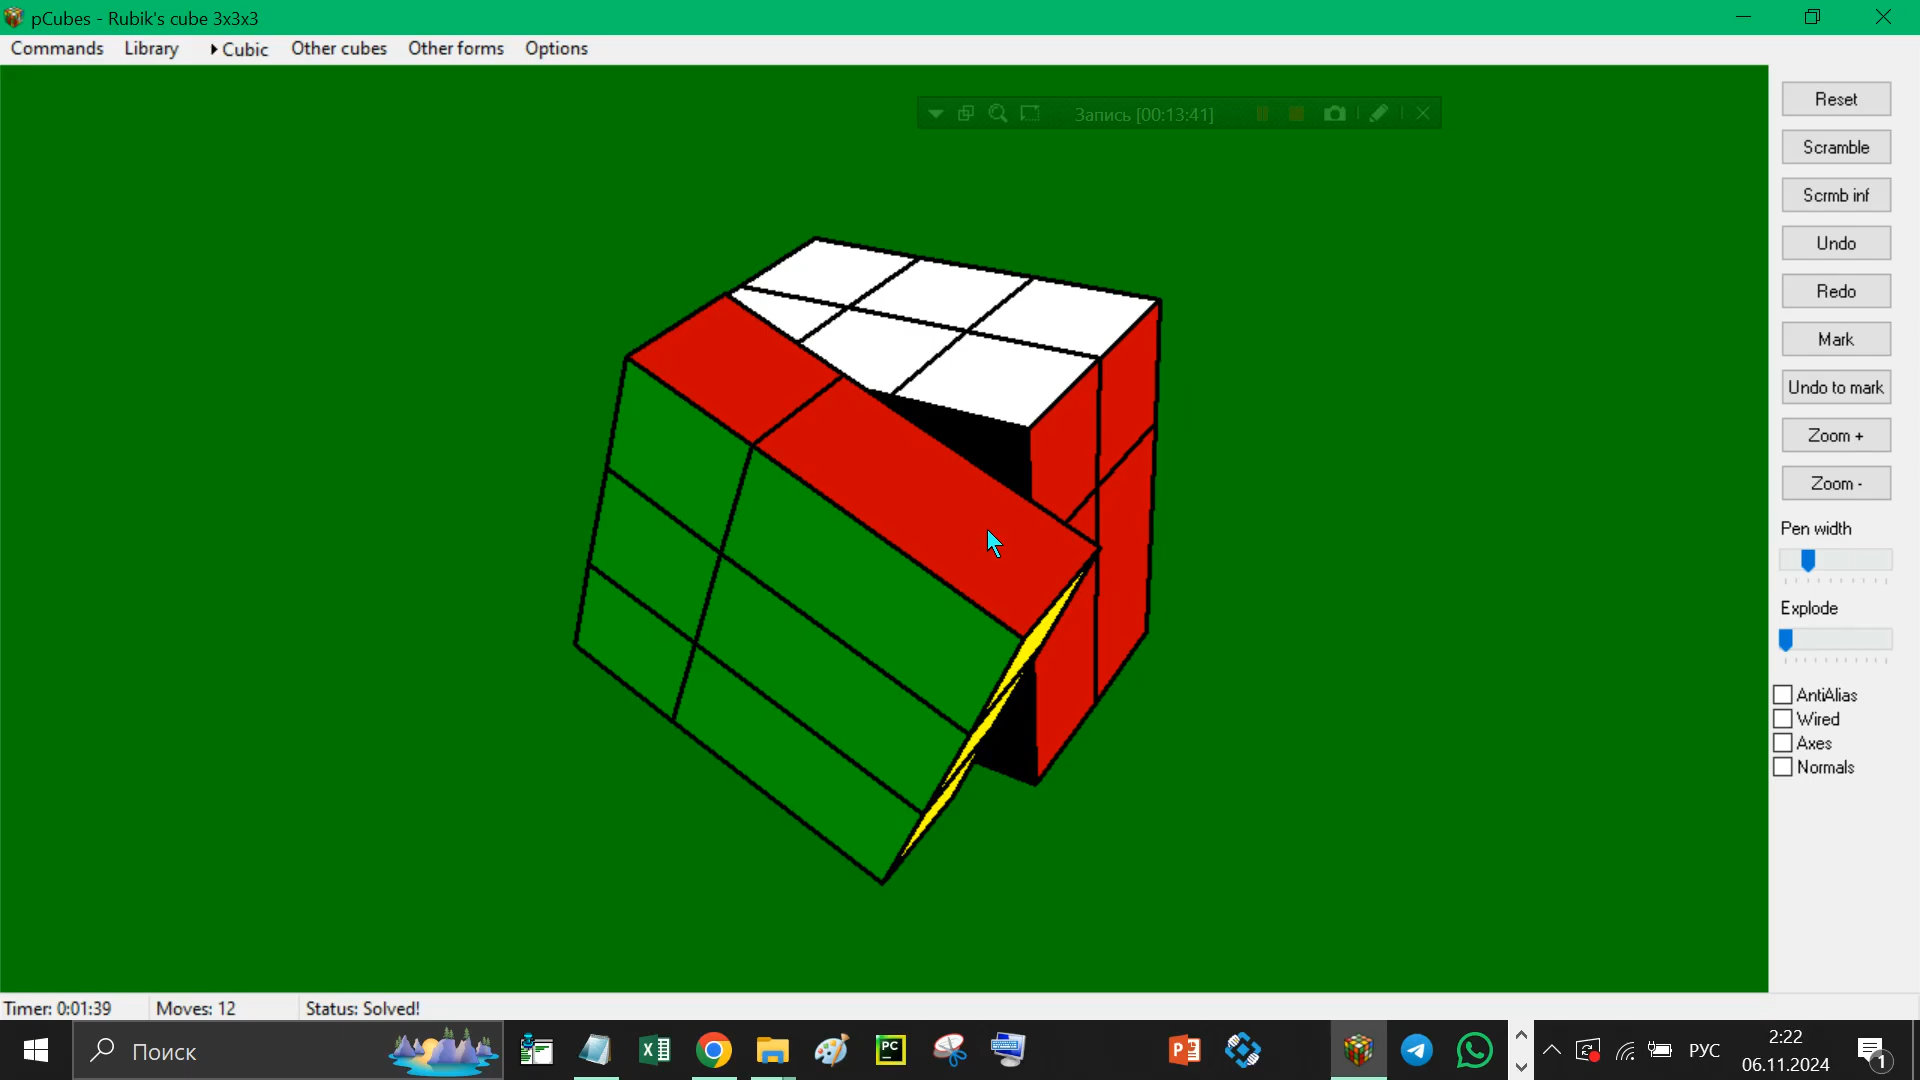 pCubes - Rubik's cube 3x3x3
Commands Library Cubic Other cubes Other forms Options
Запись [00:13:41]
Reset
Scramble
Scrmb inf
Undo
Redo
Mark
Undo to mark
Zoom +
Zoom -
Pen width
Explode
AntiAlias
Wired
Axes
Normals
Timer: 0:01:39 Moves: 12 Status: Solved!
Поиск
PC
РУС
2:22
06.11.2024
1